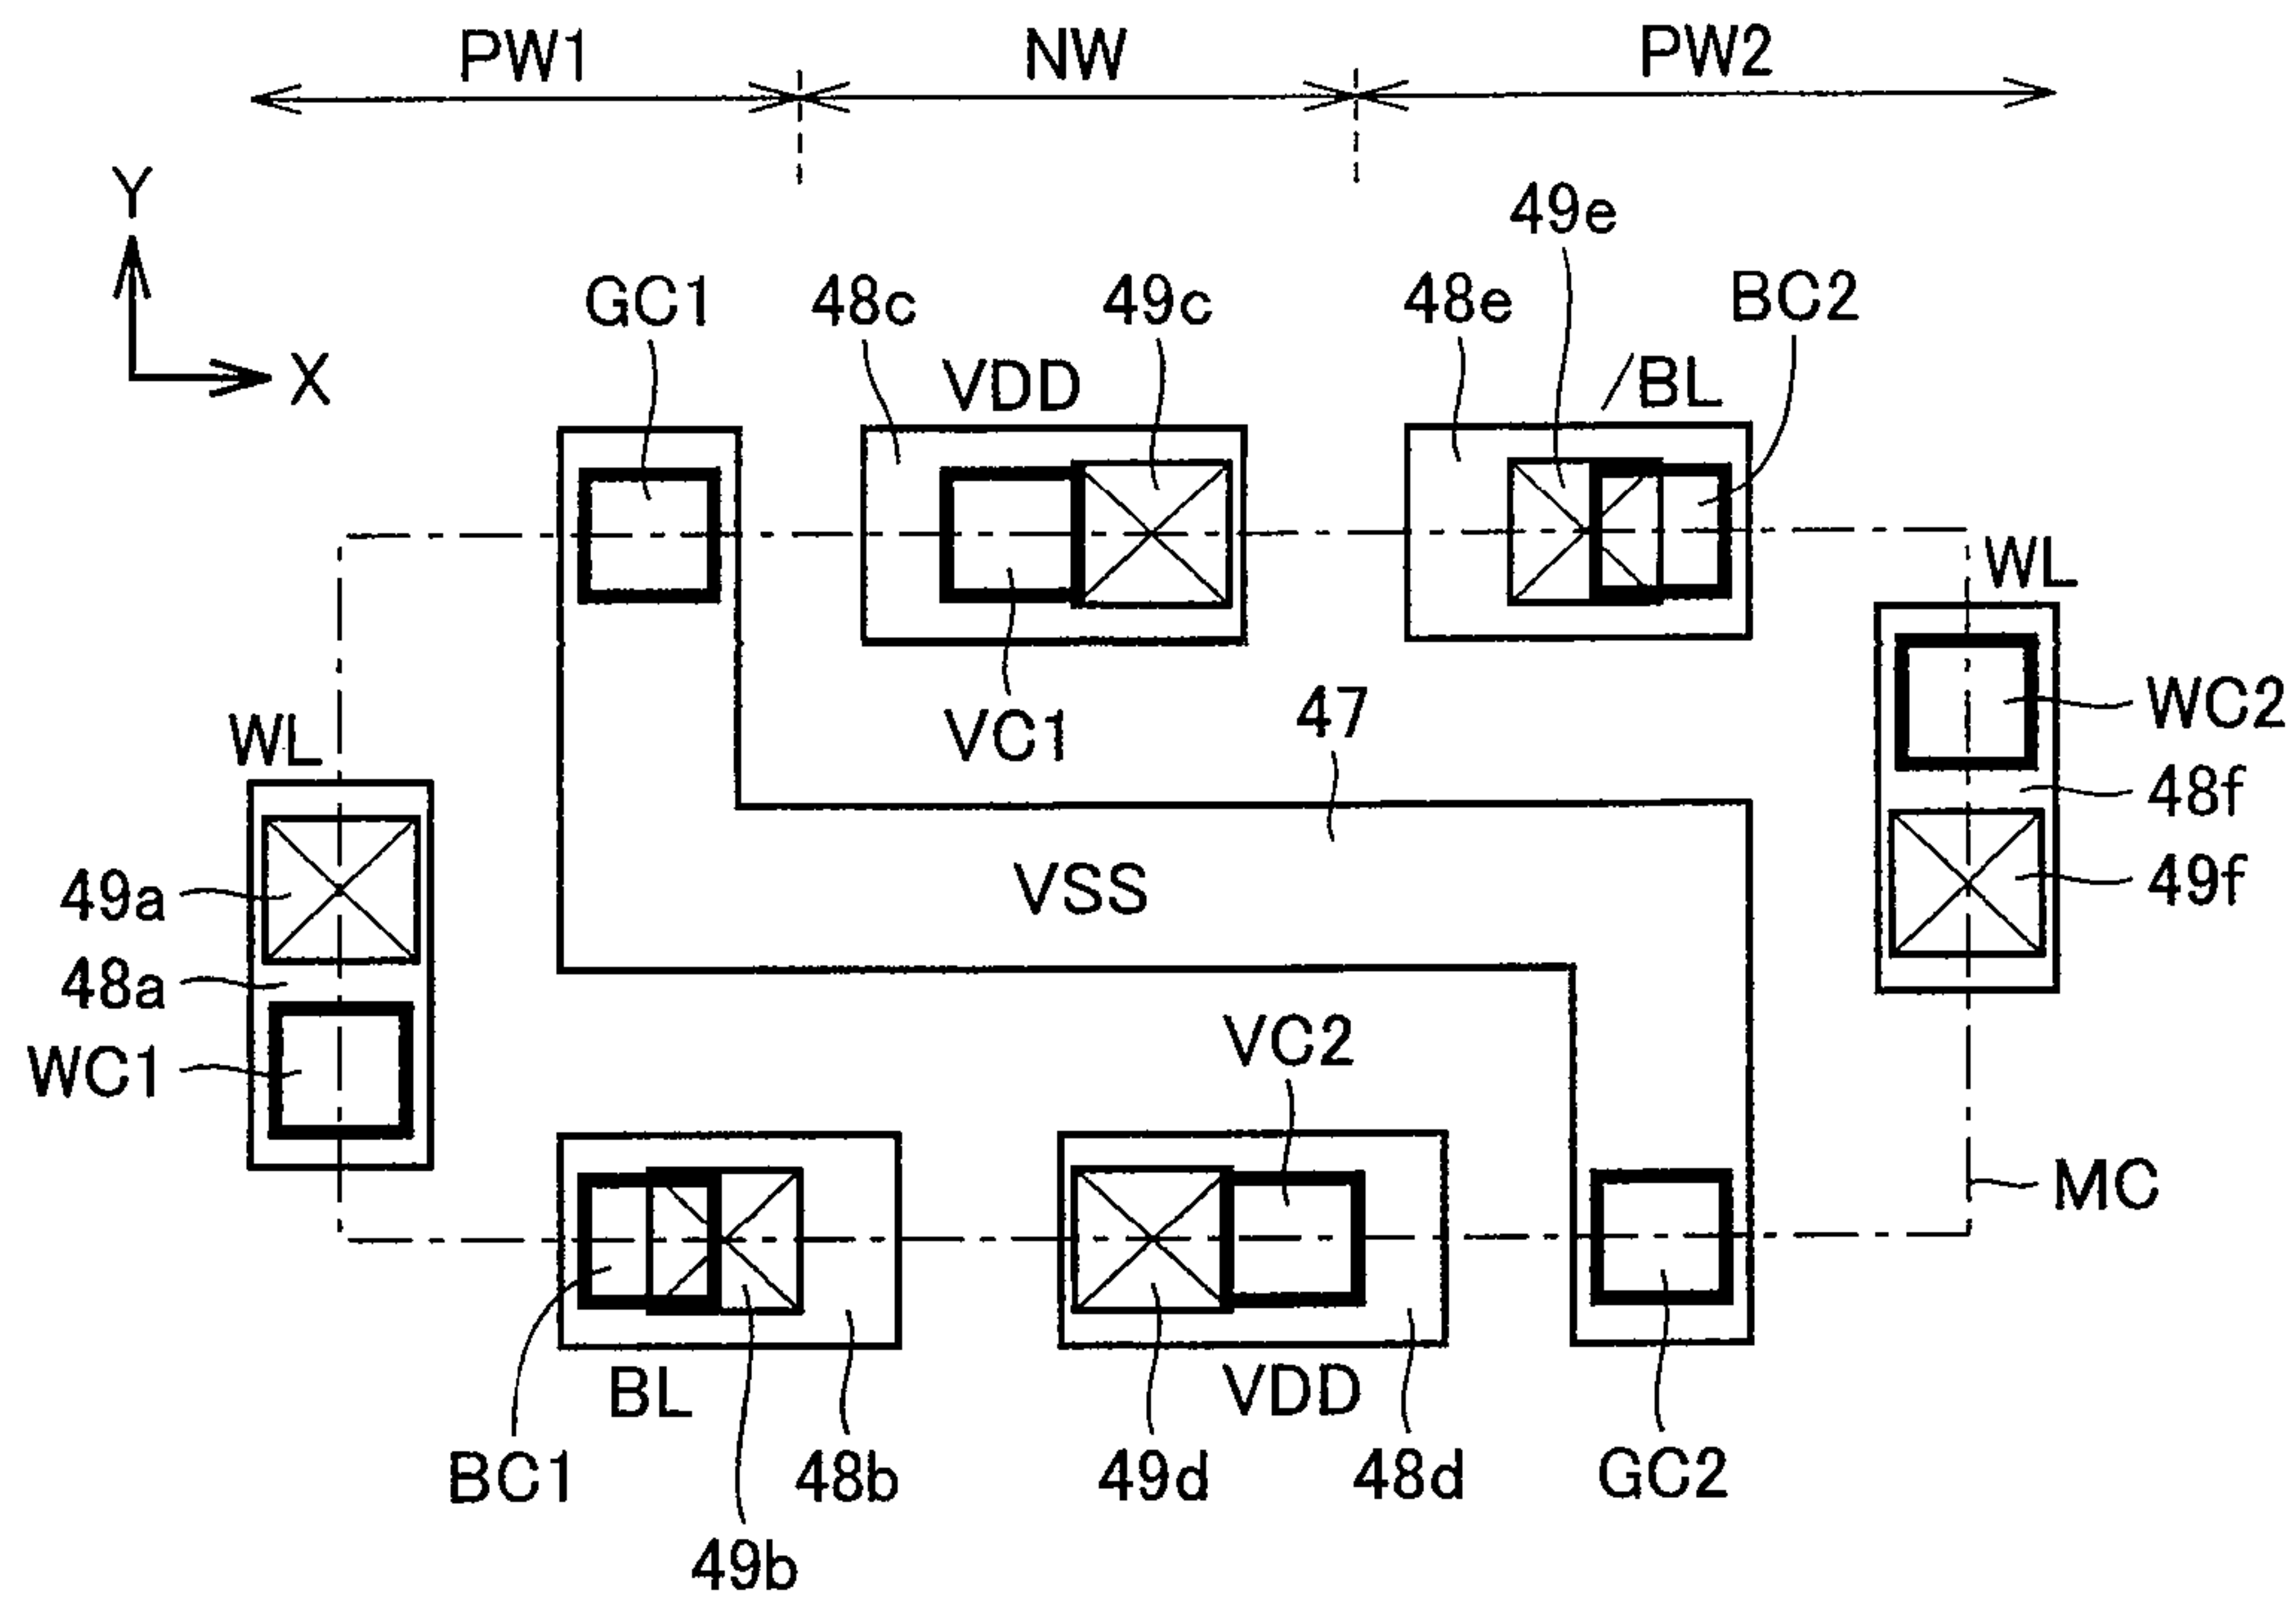 PW1 NW PW2
Y
X
GC1 48c 49c 48e 49e BC2
VDD /BL
WL
VC1 47 WC2
WL 48f
49a VSS 49f
48a
WC1 VC2
MC
BL VDD
BC1 48b 49d 48d GC2
49b